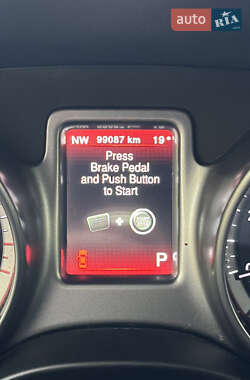 AUTO
RIA
NW 99087 km 19°
Press
Brake Pedal
and Push Button
to Start
+
P